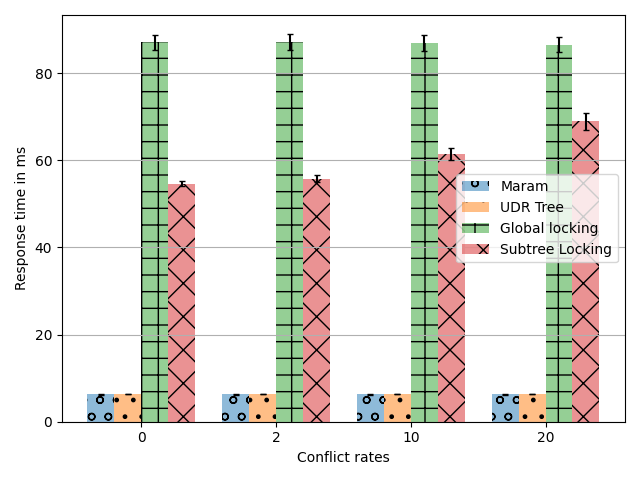 Response time in ms
80
60
40
20
0
Maram
UDR Tree
Global locking
Subtree Locking
0
2
10
20
Conflict rates